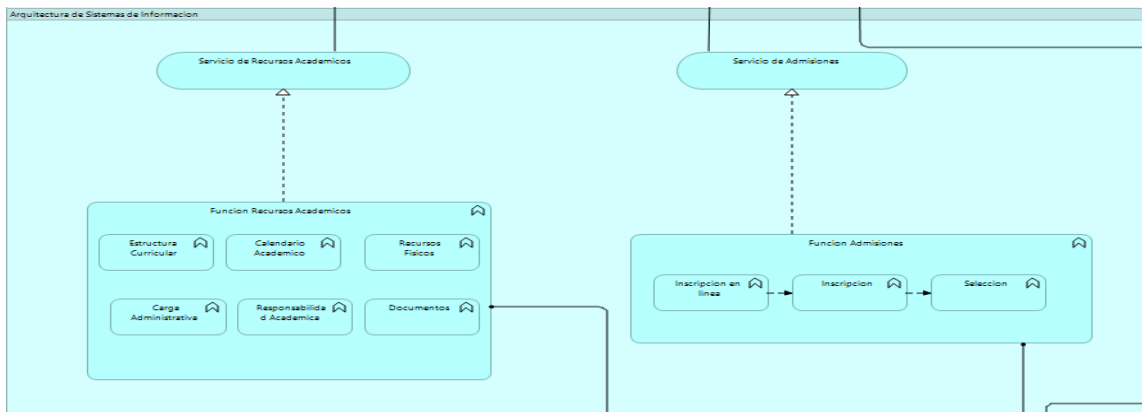 Arquitectura de Sistemas de Informacion
Servicio de Recursos Academicos
Servicio de Admisiones
Funcion Recursos Academicos
Estructura
Curricular
Calendario
Academico
Recursos
Fisicos
Carga
Administrativa
Responsabilida
d Academica
Documentos
Funcion Admisiones
Inscripcion en
linea
Inscripcion
Seleccion